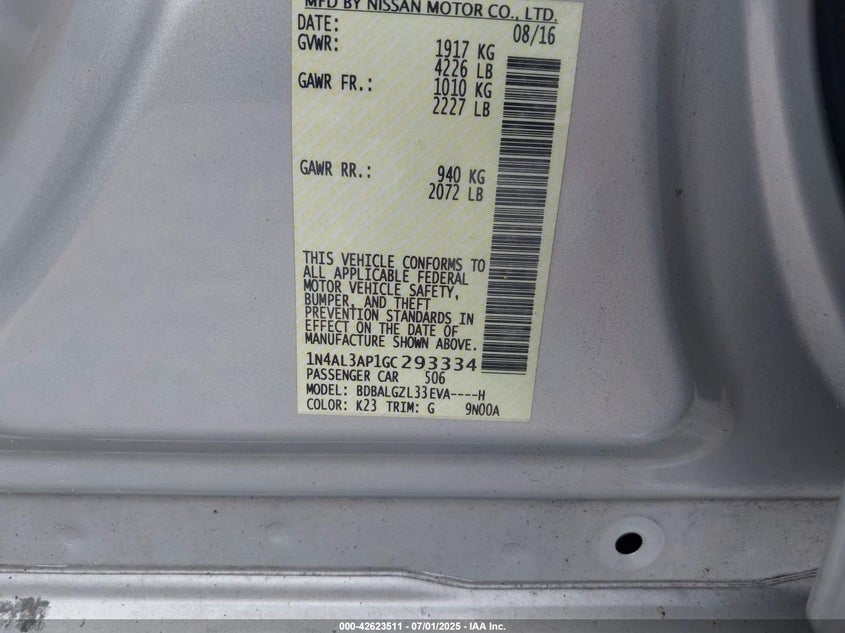 MFD BY NISSAN MOTOR CO., LTD.
DATE: 08/16
GVWR: 1917 KG
4226 LB
GAWR FR.: 1010 KG
2227 LB
GAWR RR.: 940 KG
2072 LB
THIS VEHICLE CONFORMS TO
ALL APPLICABLE FEDERAL
MOTOR VEHICLE SAFETY,
BUMPER, AND THEFT
PREVENTION STANDARDS IN
EFFECT ON THE DATE OF
MANUFACTURE SHOWN ABOVE.
1N4AL3AP1GC293334
PASSENGER CAR 506
MODEL: BDBALGZL33EVA----H
COLOR: K23 TRIM: G 9N00A
000-42623511 - 07/01/2025 - IAA Inc.